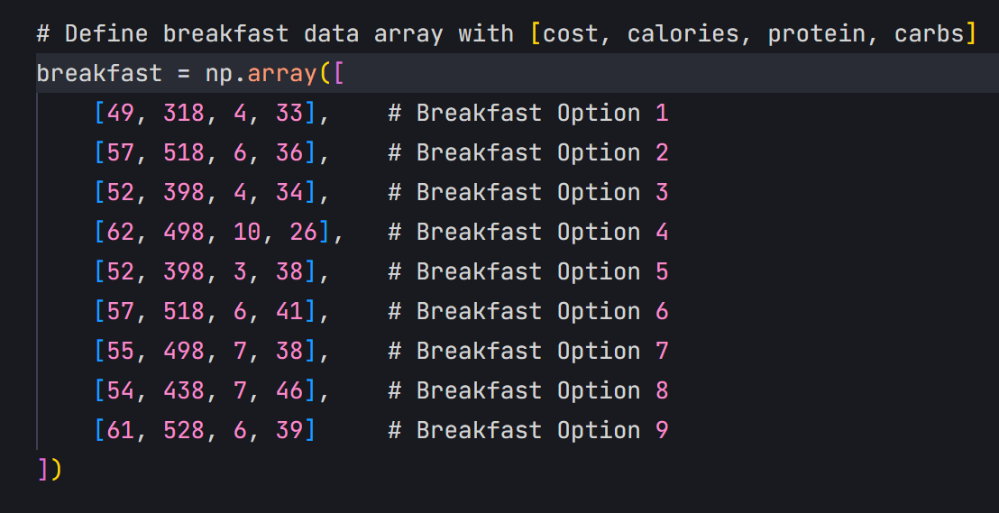 # Define breakfast data array with [cost, calories, protein, carbs]
breakfast = np.array([
    [49, 318, 4, 33],    # Breakfast Option 1
    [57, 518, 6, 36],    # Breakfast Option 2
    [52, 398, 4, 34],    # Breakfast Option 3
    [62, 498, 10, 26],   # Breakfast Option 4
    [52, 398, 3, 38],    # Breakfast Option 5
    [57, 518, 6, 41],    # Breakfast Option 6
    [55, 498, 7, 38],    # Breakfast Option 7
    [54, 438, 7, 46],    # Breakfast Option 8
    [61, 528, 6, 39]     # Breakfast Option 9
])